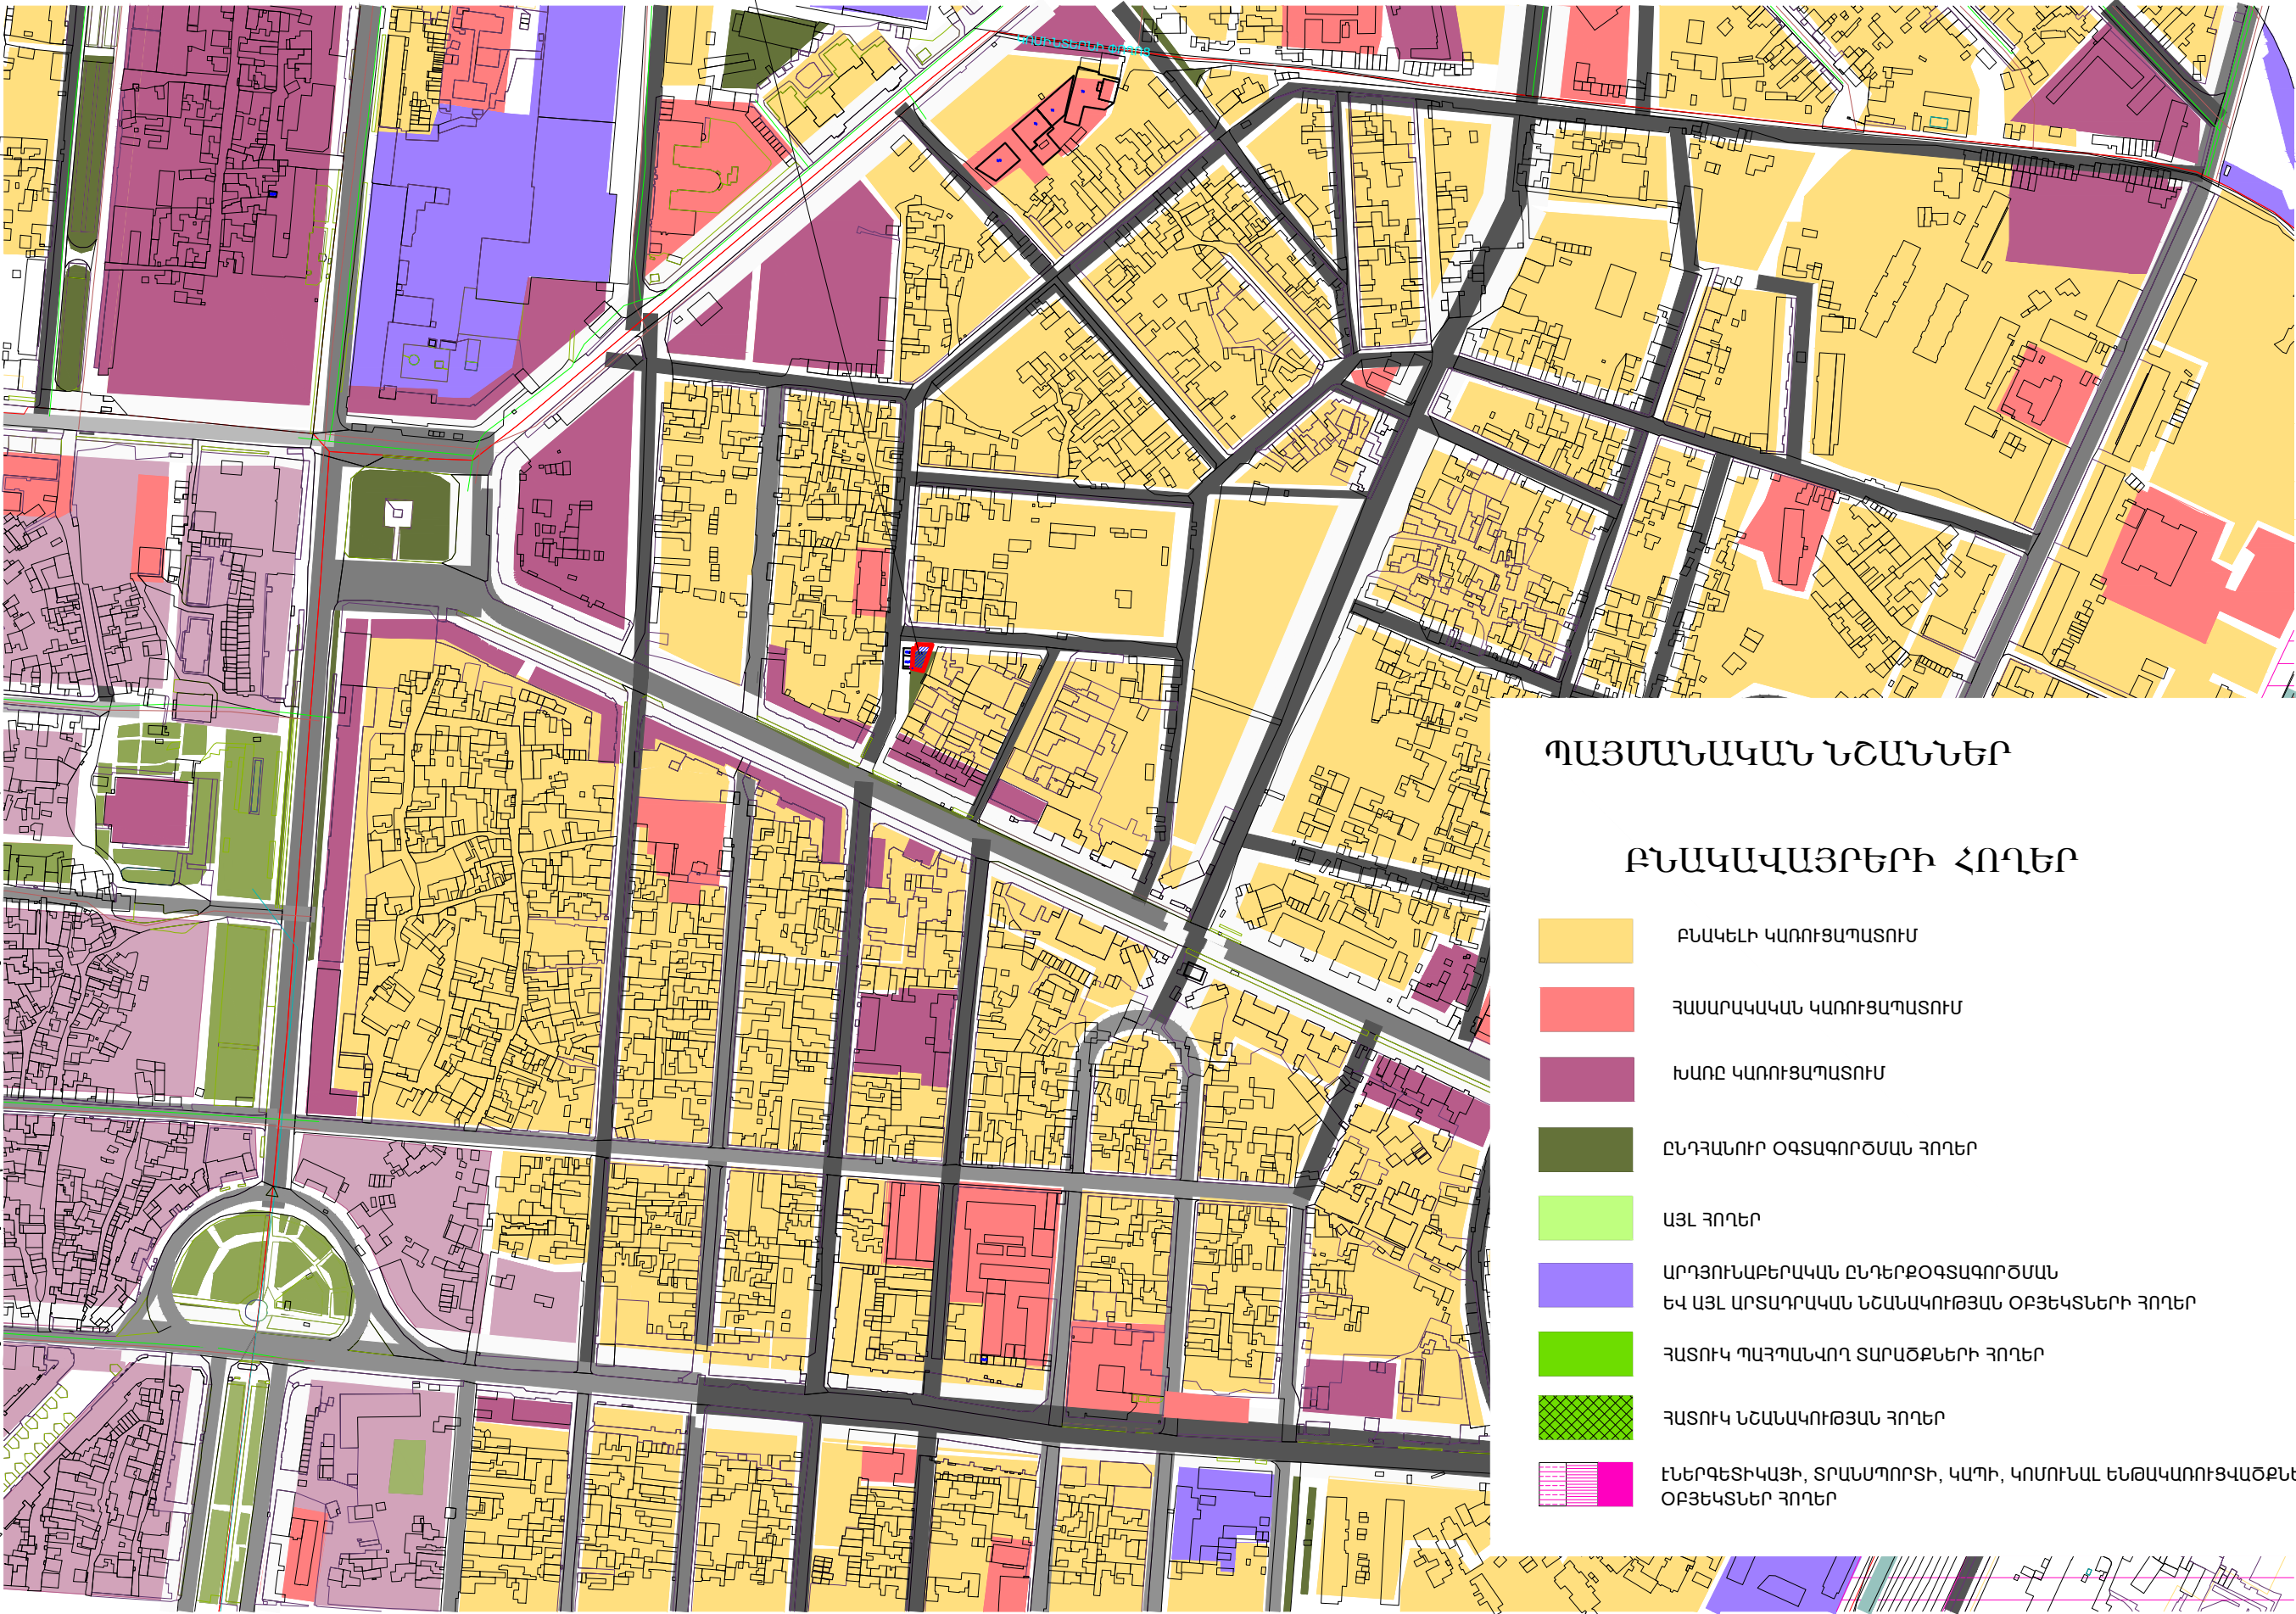 ՊԱՅՄԱՆԱԿԱՆ ՆՇԱՆՆԵՐ
ԲՆԱԿԱՎԱՅՐԵՐԻ ՀՈՂԵՐ
ԲՆԱԿԵԼԻ ԿԱՌՈՒՑԱՊԱՏՈՒՄ
ՀԱՍԱՐԱԿԱԿԱՆ ԿԱՌՈՒՑԱՊԱՏՈՒՄ
ԽԱՌԸ ԿԱՌՈՒՑԱՊԱՏՈՒՄ
ԸՆԴՀԱՆՈՒՐ ՕԳՏԱԳՈՐԾՄԱՆ ՀՈՂԵՐ
ԱՅԼ ՀՈՂԵՐ
ԱՐԴՅՈՒՆԱԲԵՐԱԿԱՆ ԸՆԴԵՐՔՕԳՏԱԳՈՐԾՄԱՆ
ԵՎ ԱՅԼ ԱՐՏԱԴՐԱԿԱՆ ՆՇԱՆԱԿՈՒԹՅԱՆ ՕԲՅԵԿՏՆԵՐԻ ՀՈՂԵՐ
ՀԱՏՈՒԿ ՊԱՀՊԱՆՎՈՂ ՏԱՐԱԾՔՆԵՐԻ ՀՈՂԵՐ
ՀԱՏՈՒԿ ՆՇԱՆԱԿՈՒԹՅԱՆ ՀՈՂԵՐ
ԷՆԵՐԳԵՏԻԿԱՅԻ, ՏՐԱՆՍՊՈՐՏԻ, ԿԱՊԻ, ԿՈՄՈՒՆԱԼ ԵՆԹԱԿԱՌՈՒՑՎԱԾՔՆԵ
ՕԲՅԵԿՏՆԵՐ ՀՈՂԵՐ